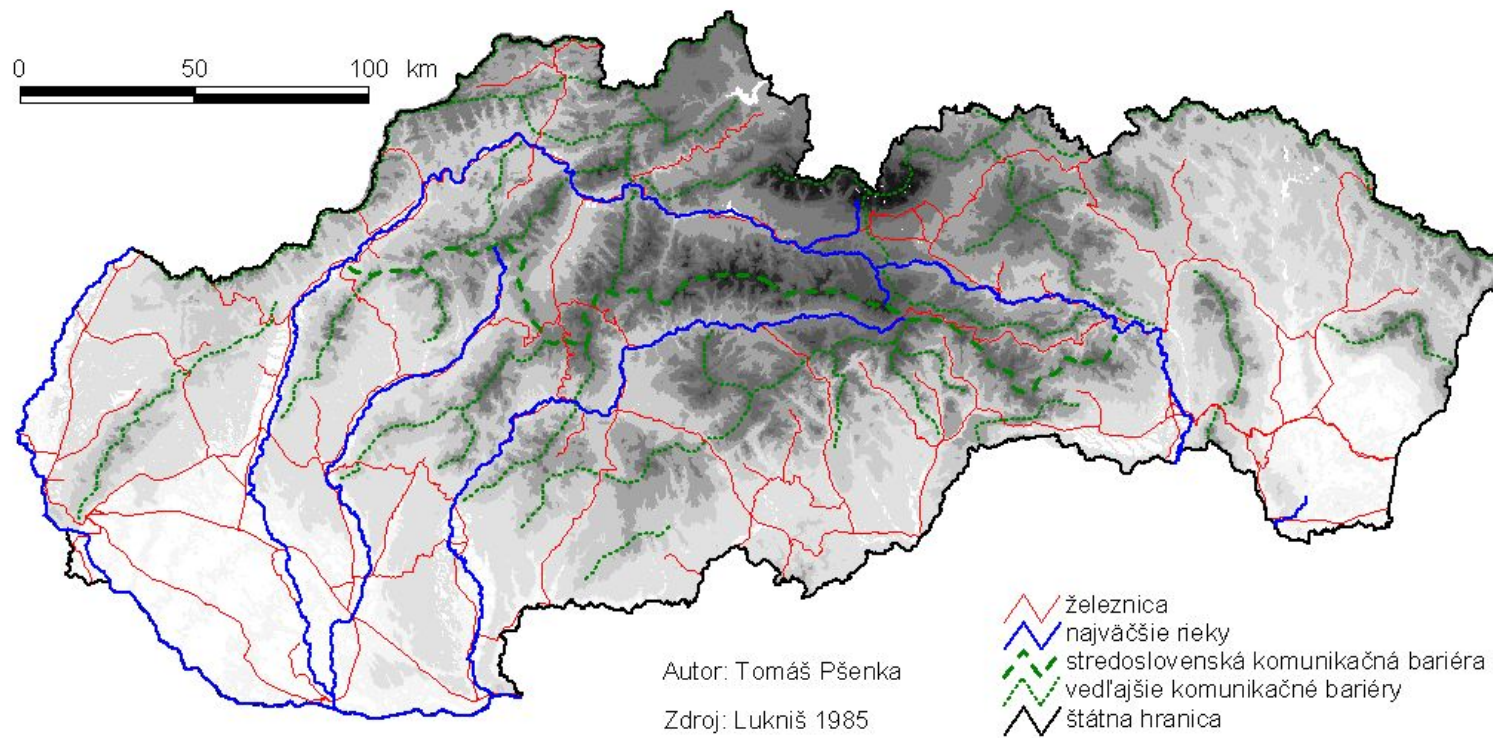 0 50 100 km
železnica
najväčšie rieky
stredoslovenská komunikačná bariéra
vedľajšie komunikačné bariéry
štátna hranica
Autor: Tomáš Pšenka
Zdroj: Lukniš 1985